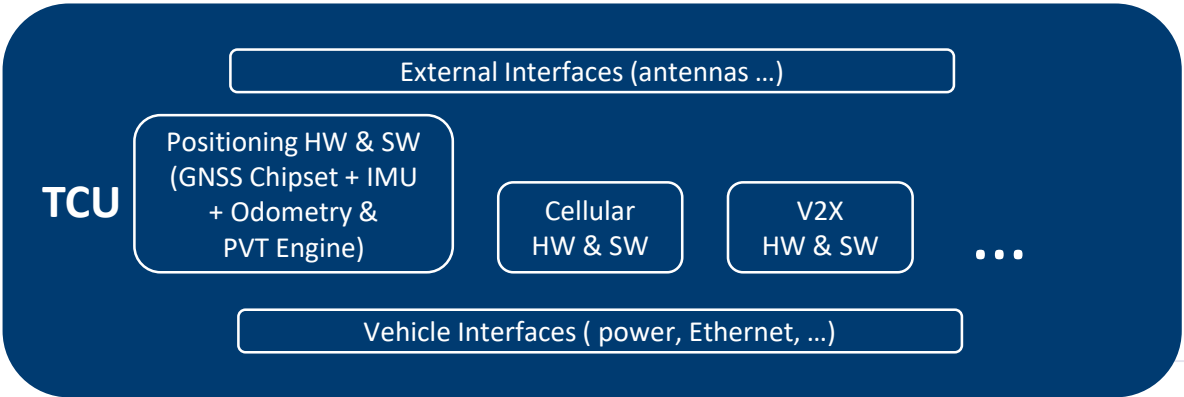 External Interfaces (antennas …)
TCU
Positioning HW & SW
(GNSS Chipset + IMU
+ Odometry &
PVT Engine)
Cellular
HW & SW
V2X
HW & SW
…
Vehicle Interfaces ( power, Ethernet, …)